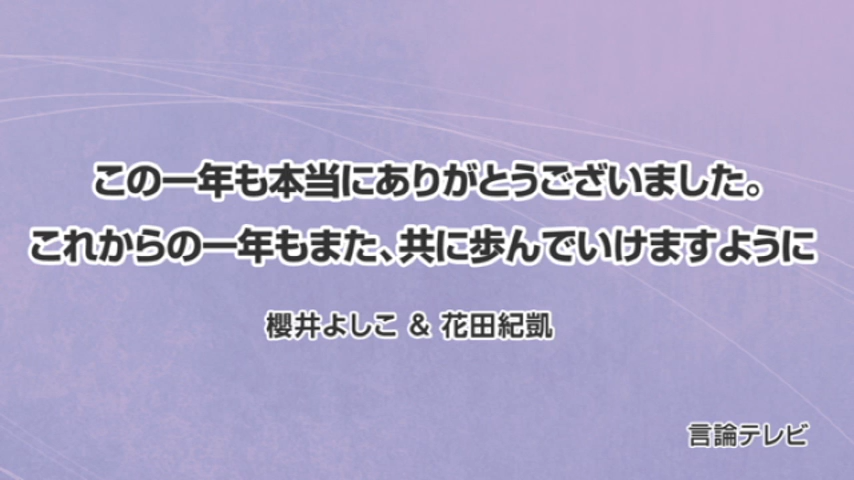 この一年も本当にありがとうございました。
これからの一年もまた、共に歩んでいけますように
櫻井よしこ & 花田紀凱
言論テレビ